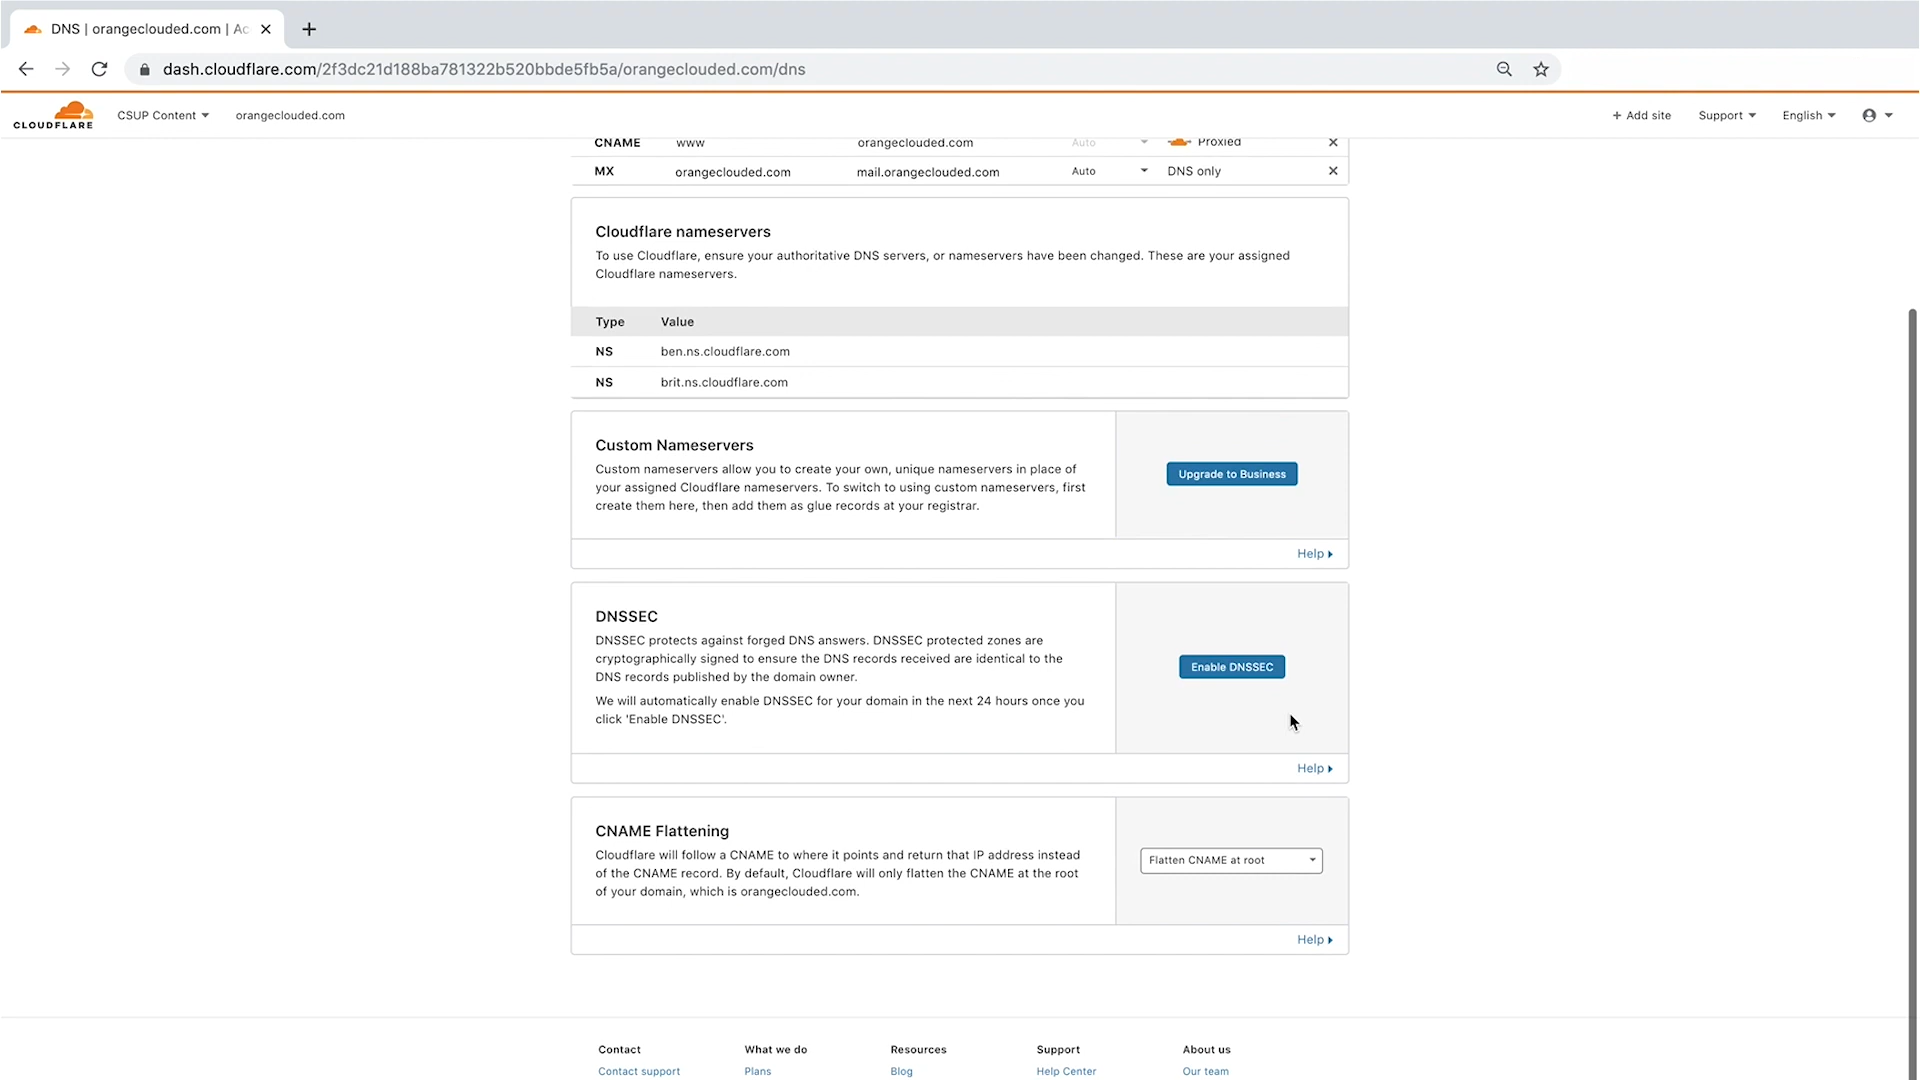 DNS | orangeclouded.com | Ac
dash.cloudflare.com/2f3dc21d188ba781322b520bbde5fb5a/orangeclouded.com/dns
CLOUDFLARE
CSUP Content
orangeclouded.com
+ Add site
Support
English
CNAME www orangeclouded.com Auto Proxied
MX orangeclouded.com mail.orangeclouded.com Auto DNS only
Cloudflare nameservers
To use Cloudflare, ensure your authoritative DNS servers, or nameservers have been changed. These are your assigned
Cloudflare nameservers.
Type Value
NS ben.ns.cloudflare.com
NS brit.ns.cloudflare.com
Custom Nameservers
Custom nameservers allow you to create your own, unique nameservers in place of
your assigned Cloudflare nameservers. To switch to using custom nameservers, first
create them here, then add them as glue records at your registrar.
Upgrade to Business
Help
DNSSEC
DNSSEC protects against forged DNS answers. DNSSEC protected zones are
cryptographically signed to ensure the DNS records received are identical to the
DNS records published by the domain owner.
We will automatically enable DNSSEC for your domain in the next 24 hours once you
click 'Enable DNSSEC'.
Enable DNSSEC
Help
CNAME Flattening
Cloudflare will follow a CNAME to where it points and return that IP address instead
of the CNAME record. By default, Cloudflare will only flatten the CNAME at the root
of your domain, which is orangeclouded.com.
Flatten CNAME at root
Help
Contact What we do Resources Support About us
Contact support Plans Blog Help Center Our team